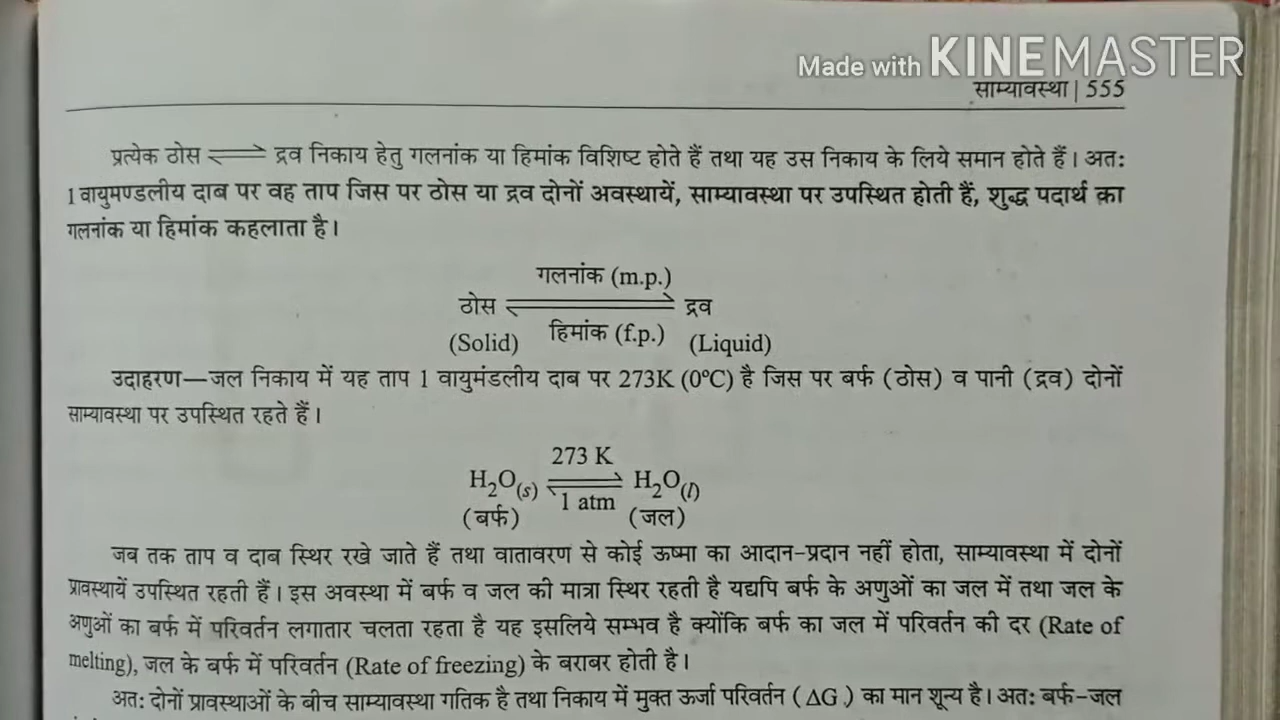 Made with KINEMASTER
साम्यावस्था | 555
प्रत्येक ठोस ⇌ द्रव निकाय हेतु गलनांक या हिमांक विशिष्ट होते हैं तथा यह उस निकाय के लिये समान होते हैं। अतः
1 वायुमण्डलीय दाब पर वह ताप जिस पर ठोस या द्रव दोनों अवस्थायें, साम्यावस्था पर उपस्थित होती हैं, शुद्ध पदार्थ का
गलनांक या हिमांक कहलाता है।
गलनांक (m.p.)
ठोस ⇌ द्रव
(Solid) हिमांक (f.p.) (Liquid)
उदाहरण—जल निकाय में यह ताप 1 वायुमंडलीय दाब पर 273K (0°C) है जिस पर बर्फ (ठोस) व पानी (द्रव) दोनों
साम्यावस्था पर उपस्थित रहते हैं।
273 K
H₂O(s) ⇌ H₂O(l)
1 atm
(बर्फ) (जल)
जब तक ताप व दाब स्थिर रखे जाते हैं तथा वातावरण से कोई ऊष्मा का आदान-प्रदान नहीं होता, साम्यावस्था में दोनों
प्रावस्थायें उपस्थित रहती हैं। इस अवस्था में बर्फ व जल की मात्रा स्थिर रहती है यद्यपि बर्फ के अणुओं का जल में तथा जल के
अणुओं का बर्फ में परिवर्तन लगातार चलता रहता है यह इसलिये सम्भव है क्योंकि बर्फ का जल में परिवर्तन की दर (Rate of
melting), जल के बर्फ में परिवर्तन (Rate of freezing) के बराबर होती है।
अतः दोनों प्रावस्थाओं के बीच साम्यावस्था गतिक है तथा निकाय में मुक्त ऊर्जा परिवर्तन (ΔG ) का मान शून्य है। अतः बर्फ-जल